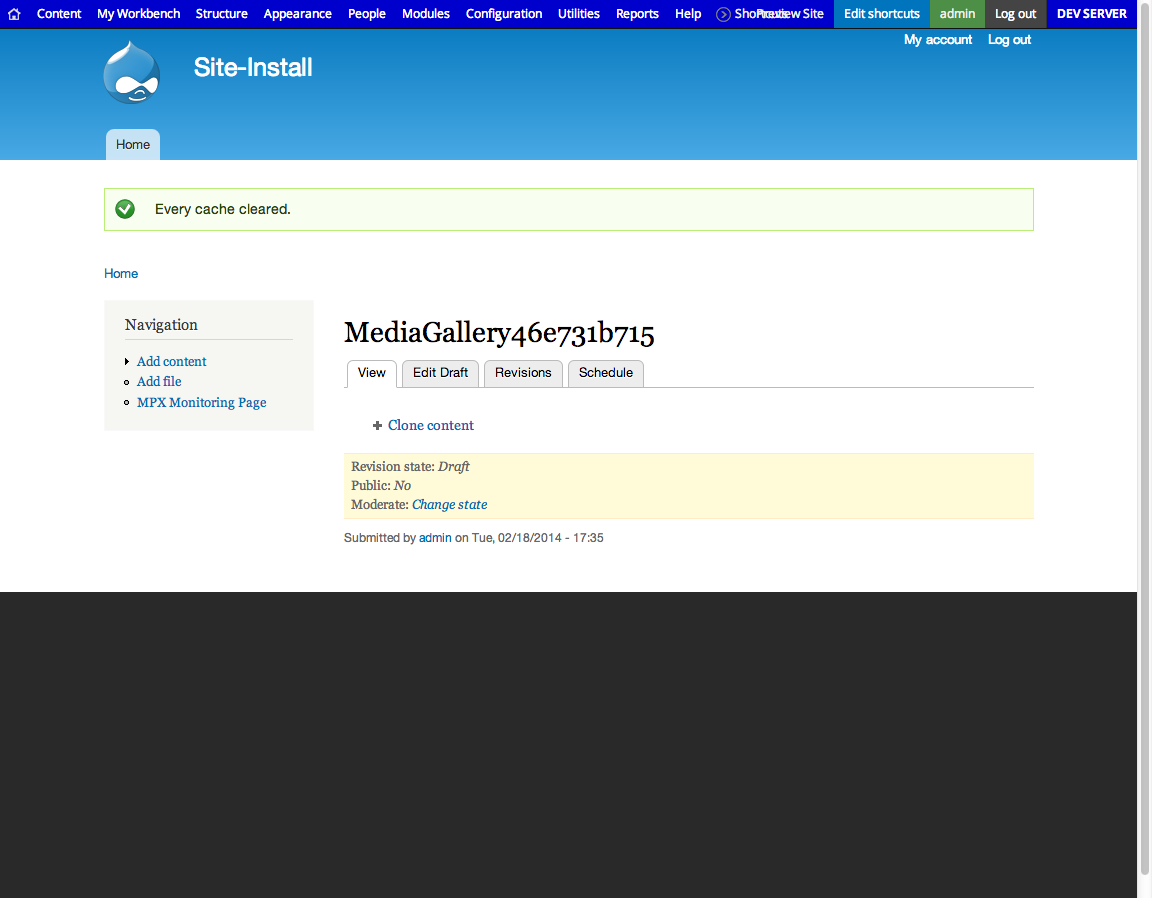 Content My Workbench Structure Appearance People Modules Configuration Utilities Reports Help Preview Site Edit shortcuts admin Log out DEV SERVER
My account Log out
Site-Install
Home
Every cache cleared.
Home
Navigation
Add content
Add file
MPX Monitoring Page
MediaGallery46e731b715
View Edit Draft Revisions Schedule
Clone content
Revision state: Draft
Public: No
Moderate: Change state
Submitted by admin on Tue, 02/18/2014 - 17:35